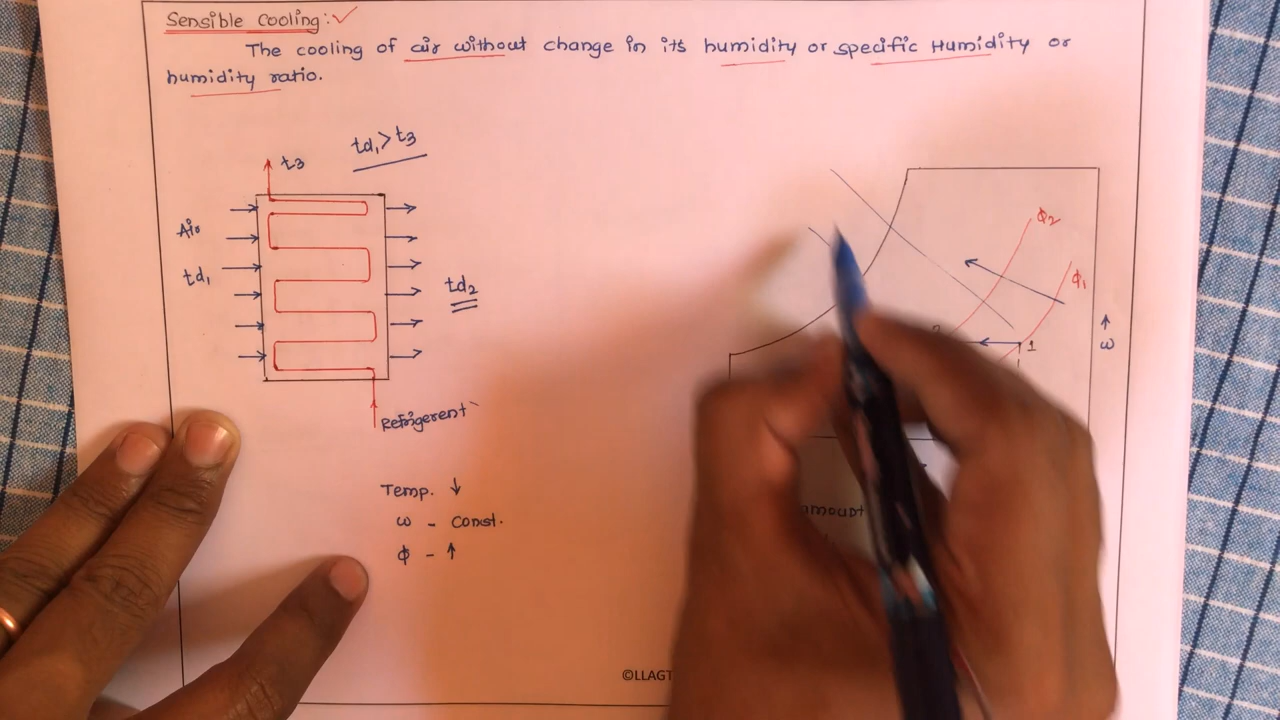 Sensible Cooling:
The cooling of air without change in its humidity or specific Humidity or
humidity ratio.
td1 > t3
t3
Air
td1
td2
Refrigerent
Temp. ↓
ω - Const.
ϕ - ↑
ϕ2
ϕ1
2
1
↑
ω
amount
©LLAGT